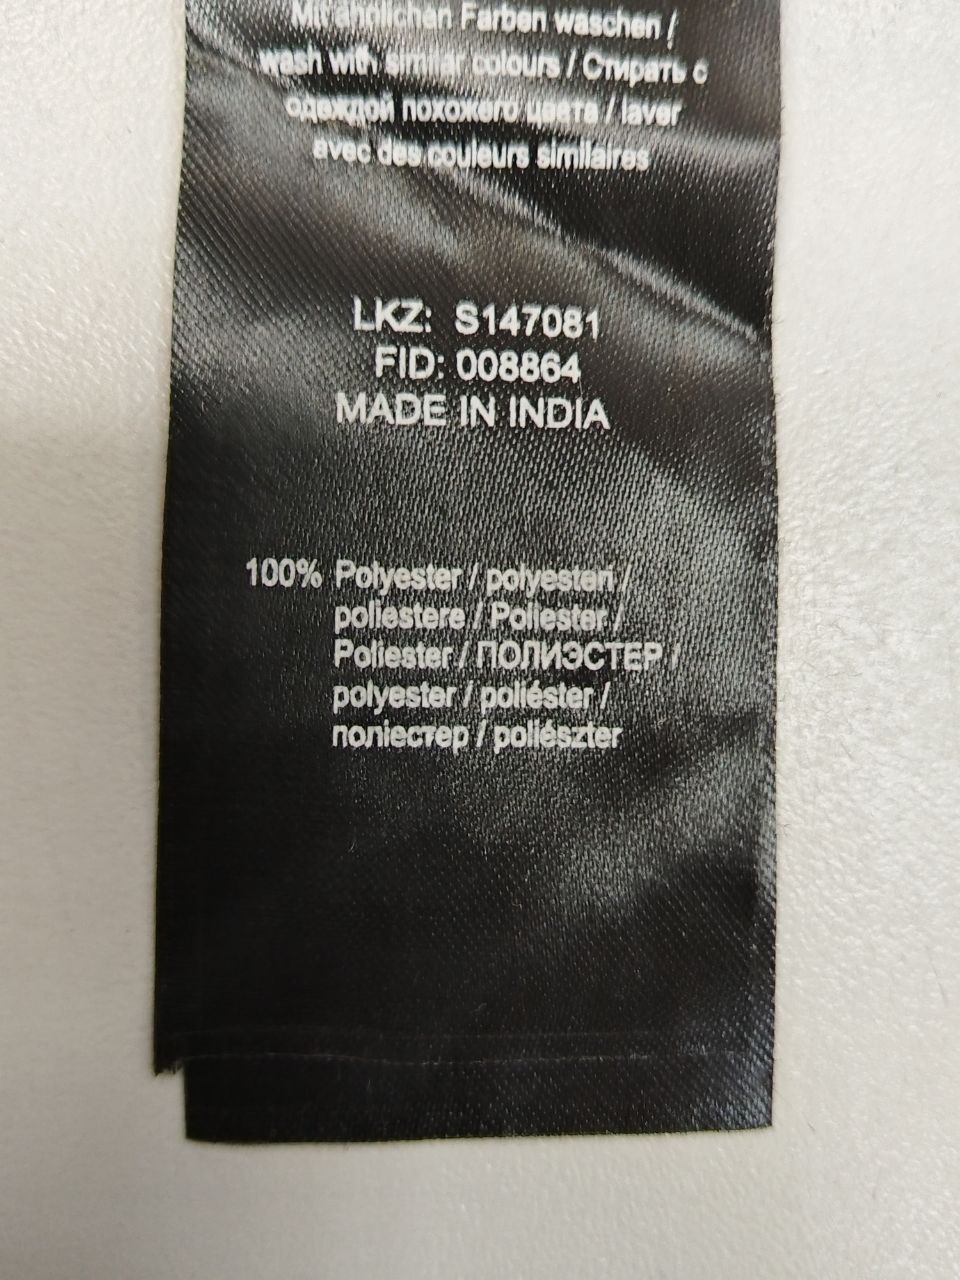 Mit ähnlichen Farben waschen /
wash with similar colours / Стирать с
одеждой похожего цвета / laver
avec des couleurs similaires
LKZ: S147081
FID: 008864
MADE IN INDIA
100% Polyester / polyesteri /
poliestere / Poliester /
Poliester / ПОЛИЭСТЕР /
polyester / poliéster /
поліестер / poliészter